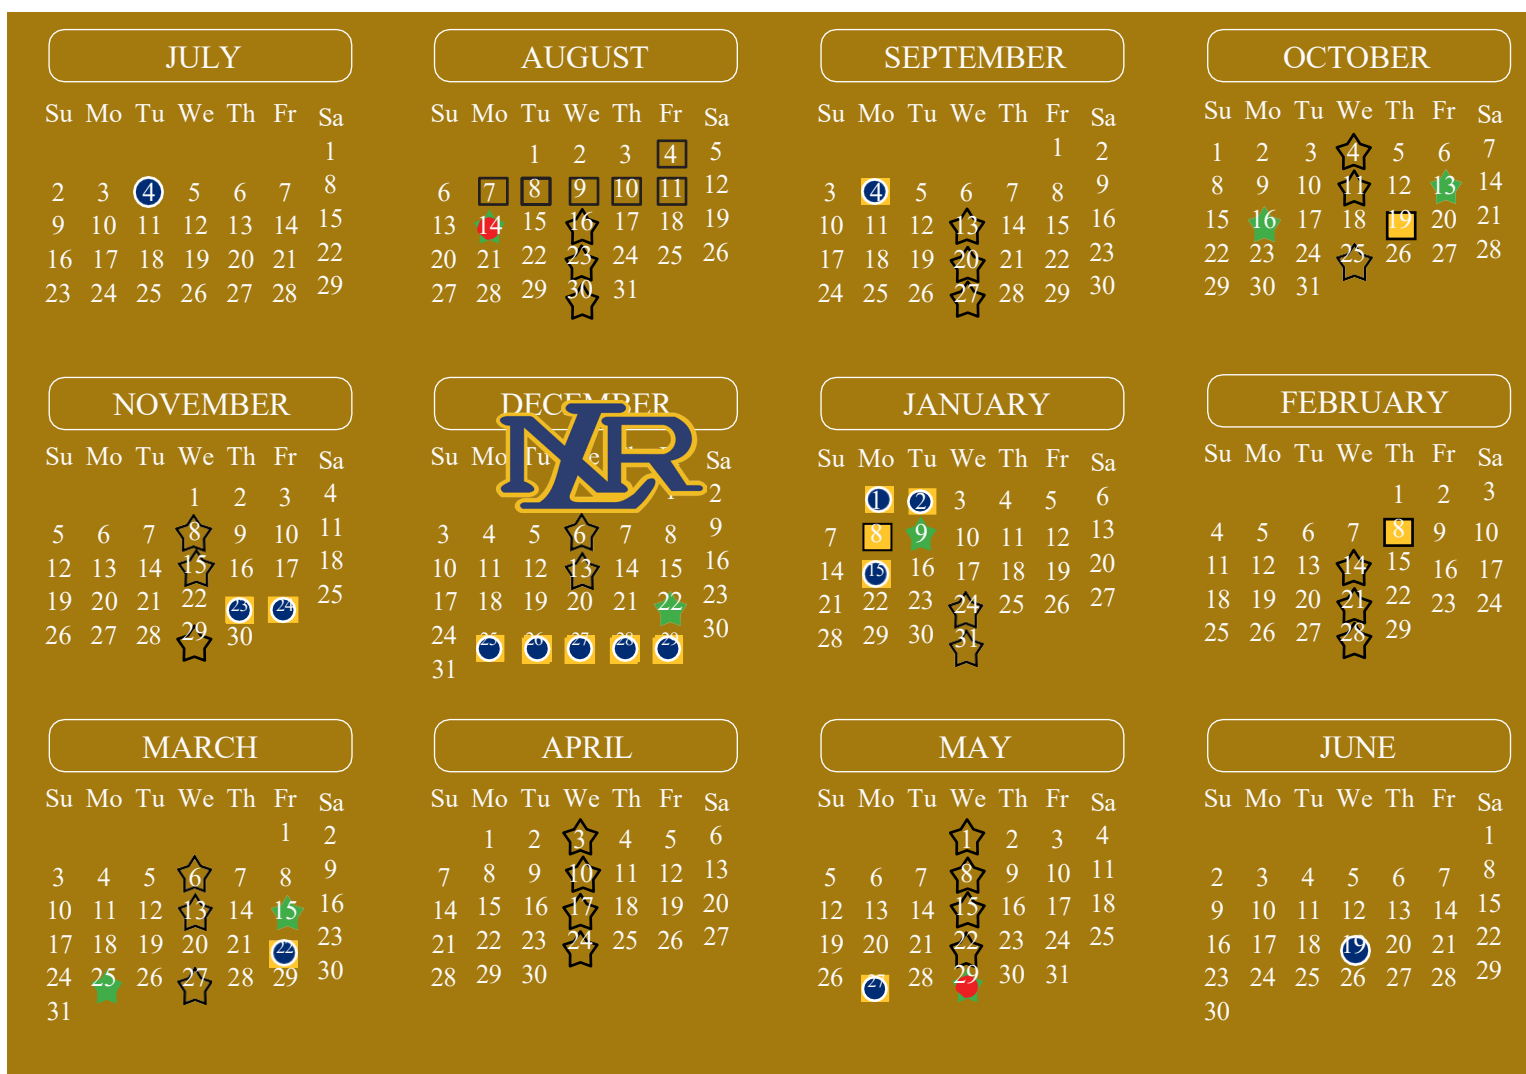 JULY
Su Mo Tu We Th Fr Sa
1
2 3 4 5 6 7 8
9 10 11 12 13 14 15
16 17 18 19 20 21 22
23 24 25 26 27 28 29
AUGUST
Su Mo Tu We Th Fr Sa
1 2 3 4 5
6 7 8 9 10 11 12
13 14 15 16 17 18 19
20 21 22 23 24 25 26
27 28 29 30 31
SEPTEMBER
Su Mo Tu We Th Fr Sa
1 2
3 4 5 6 7 8 9
10 11 12 13 14 15 16
17 18 19 20 21 22 23
24 25 26 27 28 29 30
OCTOBER
Su Mo Tu We Th Fr Sa
1 2 3 4 5 6 7
8 9 10 11 12 13 14
15 16 17 18 19 20 21
22 23 24 25 26 27 28
29 30 31
NOVEMBER
Su Mo Tu We Th Fr Sa
1 2 3 4
5 6 7 8 9 10 11
12 13 14 15 16 17 18
19 20 21 22 23 24 25
26 27 28 29 30
DECEMBER
NLR
Su Mo Tu We Fr Sa
1 2
3 4 5 6 7 8 9
10 11 12 13 14 15 16
17 18 19 20 21 22 23
24 25 26 27 28 29 30
31
JANUARY
Su Mo Tu We Th Fr Sa
1 2 3 4 5 6
7 8 9 10 11 12 13
14 15 16 17 18 19 20
21 22 23 24 25 26 27
28 29 30 31
FEBRUARY
Su Mo Tu We Th Fr Sa
1 2 3
4 5 6 7 8 9 10
11 12 13 14 15 16 17
18 19 20 21 22 23 24
25 26 27 28 29
MARCH
Su Mo Tu We Th Fr Sa
1 2
3 4 5 6 7 8 9
10 11 12 13 14 15 16
17 18 19 20 21 22 23
24 25 26 27 28 29 30
31
APRIL
Su Mo Tu We Th Fr Sa
1 2 3 4 5 6
7 8 9 10 11 12 13
14 15 16 17 18 19 20
21 22 23 24 25 26 27
28 29 30
MAY
Su Mo Tu We Th Fr Sa
1 2 3 4
5 6 7 8 9 10 11
12 13 14 15 16 17 18
19 20 21 22 23 24 25
26 27 28 29 30 31
JUNE
Su Mo Tu We Th Fr Sa
1
2 3 4 5 6 7 8
9 10 11 12 13 14 15
16 17 18 19 20 21 22
23 24 25 26 27 28 29
30